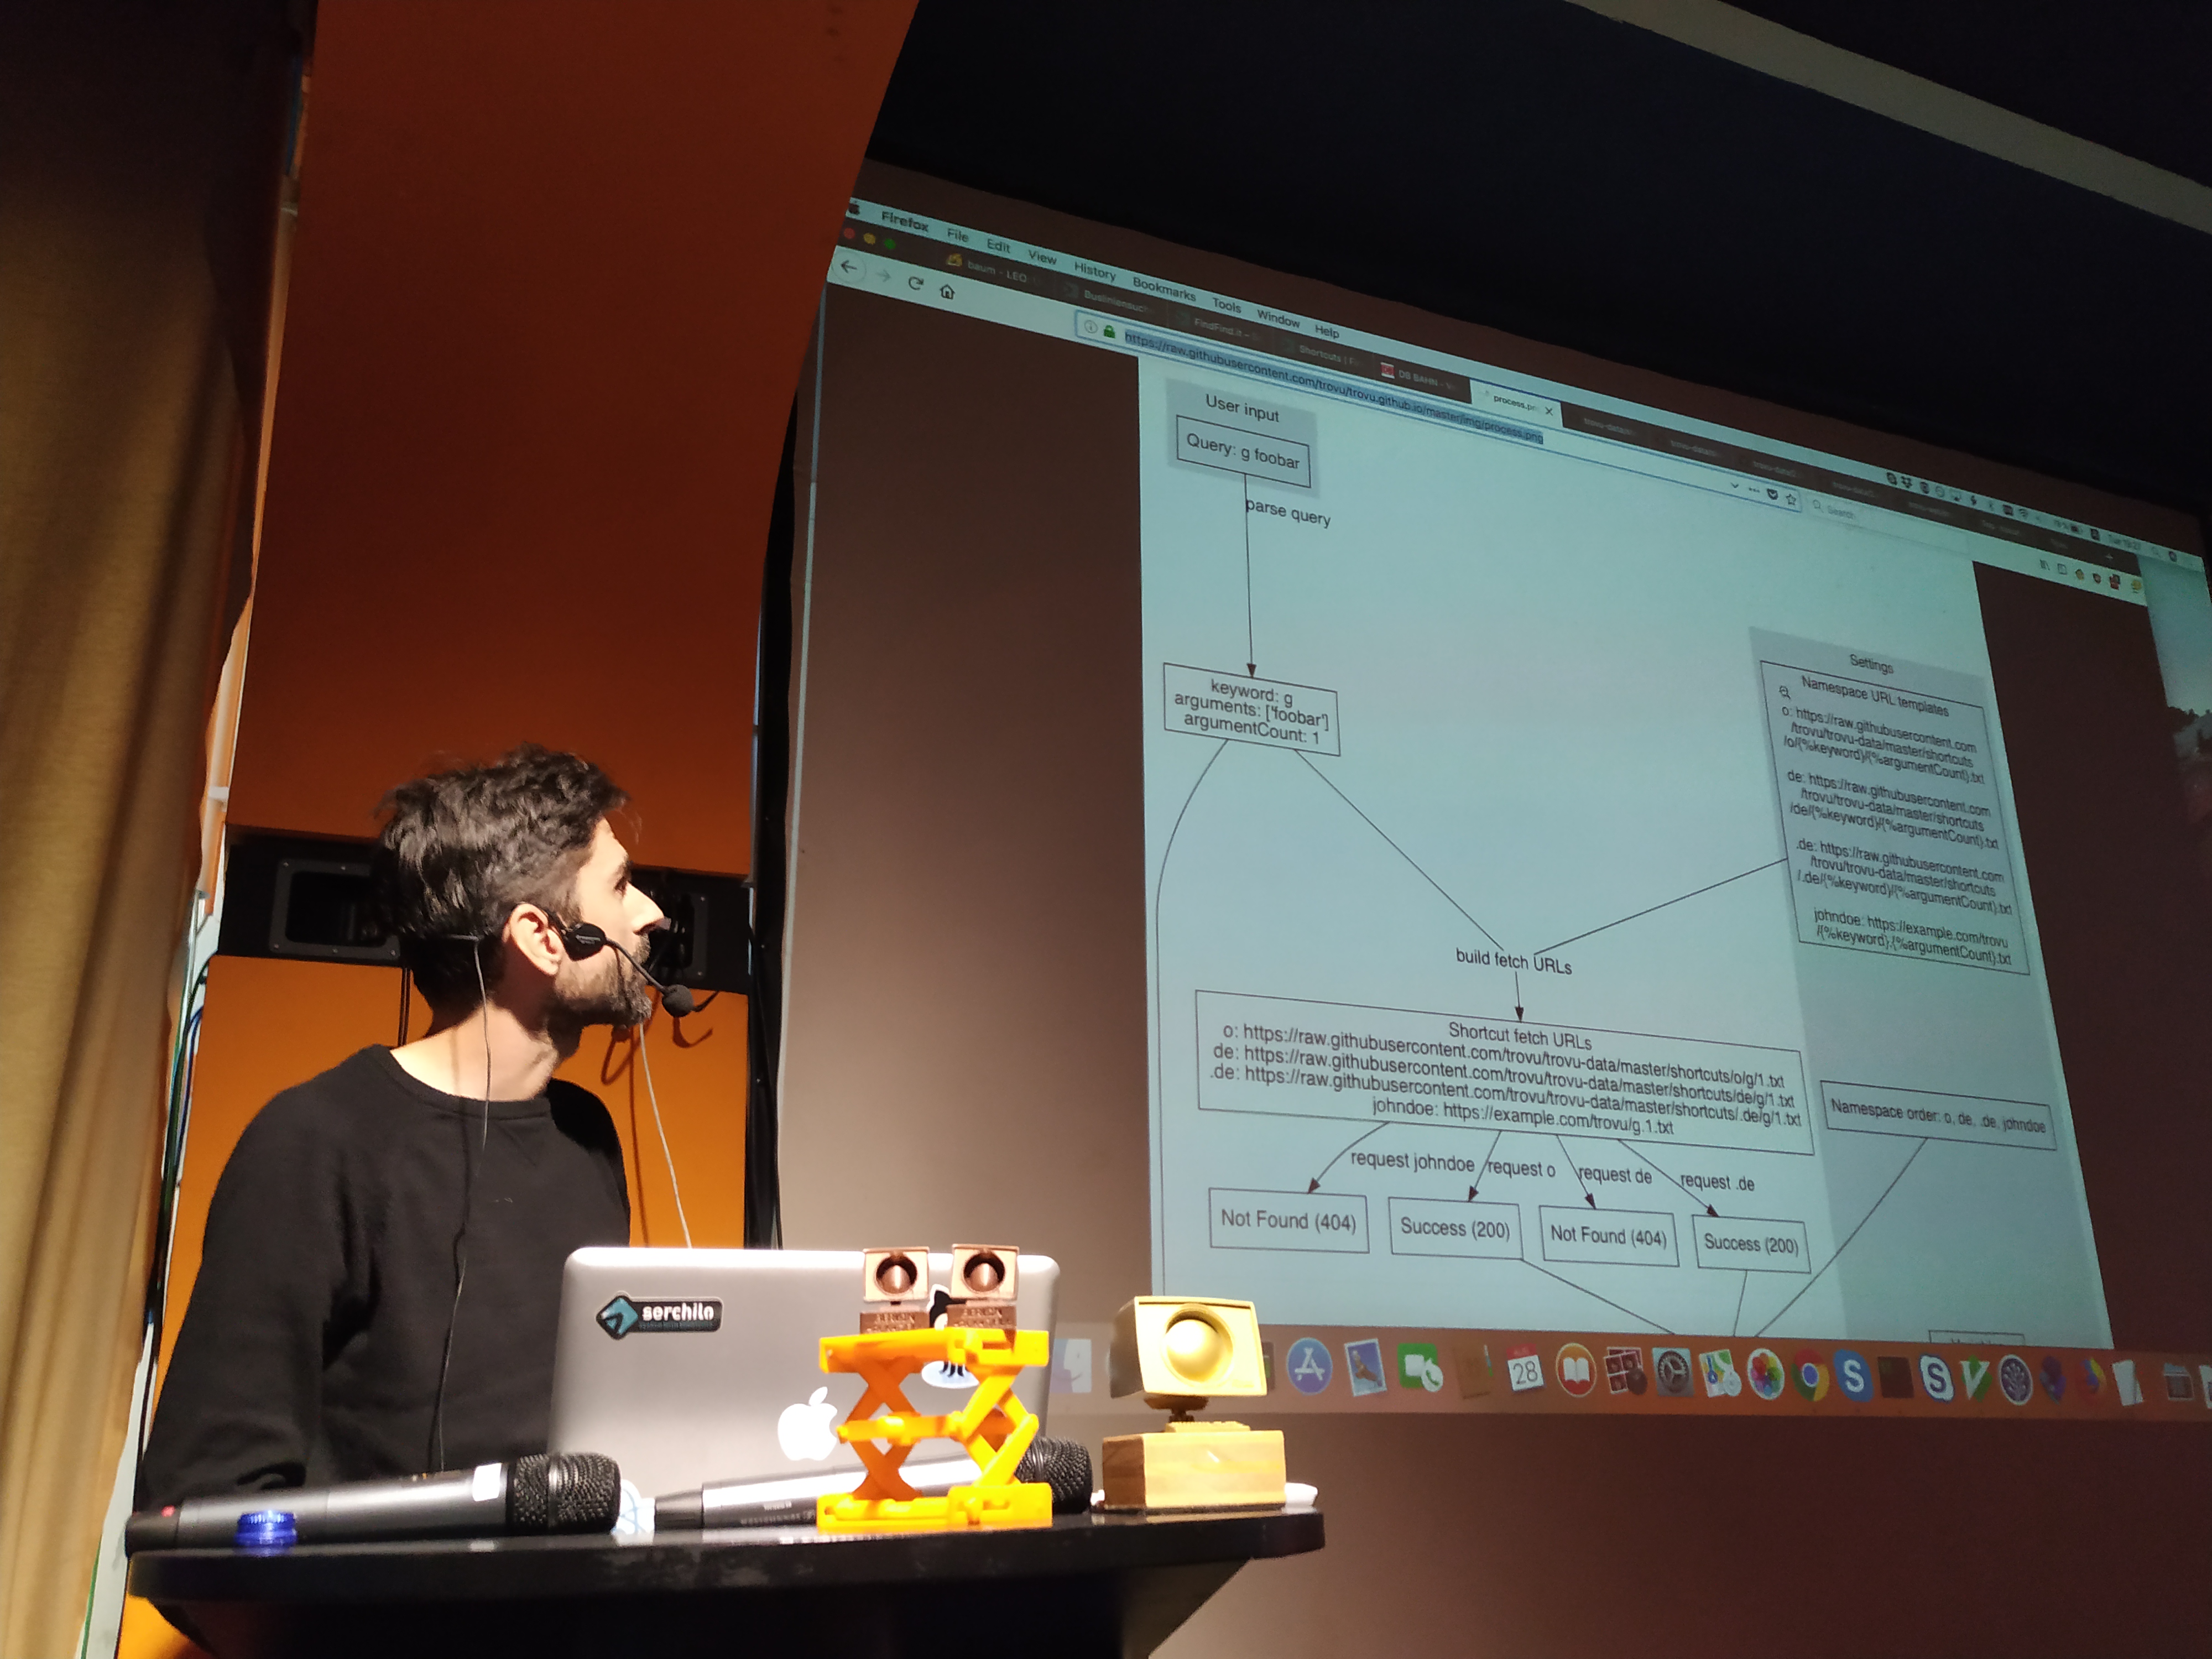 Firefox File Edit View History Bookmarks Tools Window Help
baum - LEO.
Busliniensuch
FindFind.it –
Shortcuts | F
DB BAHN -
process.pn
https://raw.githubusercontent.com/trovu/trovu.github.io/master/img/process.png
Search
User input
Query: g foobar
parse query
keyword: g
arguments: ['foobar']
argumentCount: 1
Settings
Namespace URL templates
o: https://raw.githubusercontent.com
/trovu/trovu-data/master/shortcuts
/o/{%keyword}/{%argumentCount}.txt
de: https://raw.githubusercontent.com
/trovu/trovu-data/master/shortcuts
/de/{%keyword}/{%argumentCount}.txt
.de: https://raw.githubusercontent.com
/trovu/trovu-data/master/shortcuts
/.de/{%keyword}/{%argumentCount}.txt
johndoe: https://example.com/trovu
/{%keyword}.{%argumentCount}.txt
build fetch URLs
Shortcut fetch URLs
o: https://raw.githubusercontent.com/trovu/trovu-data/master/shortcuts/o/g/1.txt
de: https://raw.githubusercontent.com/trovu/trovu-data/master/shortcuts/de/g/1.txt
.de: https://raw.githubusercontent.com/trovu/trovu-data/master/shortcuts/.de/g/1.txt
johndoe: https://example.com/trovu/g.1.txt
Namespace order: o, de, .de, johndoe
request johndoe
request o
request de
request .de
Not Found (404)
Success (200)
Not Found (404)
Success (200)
28
serchilo